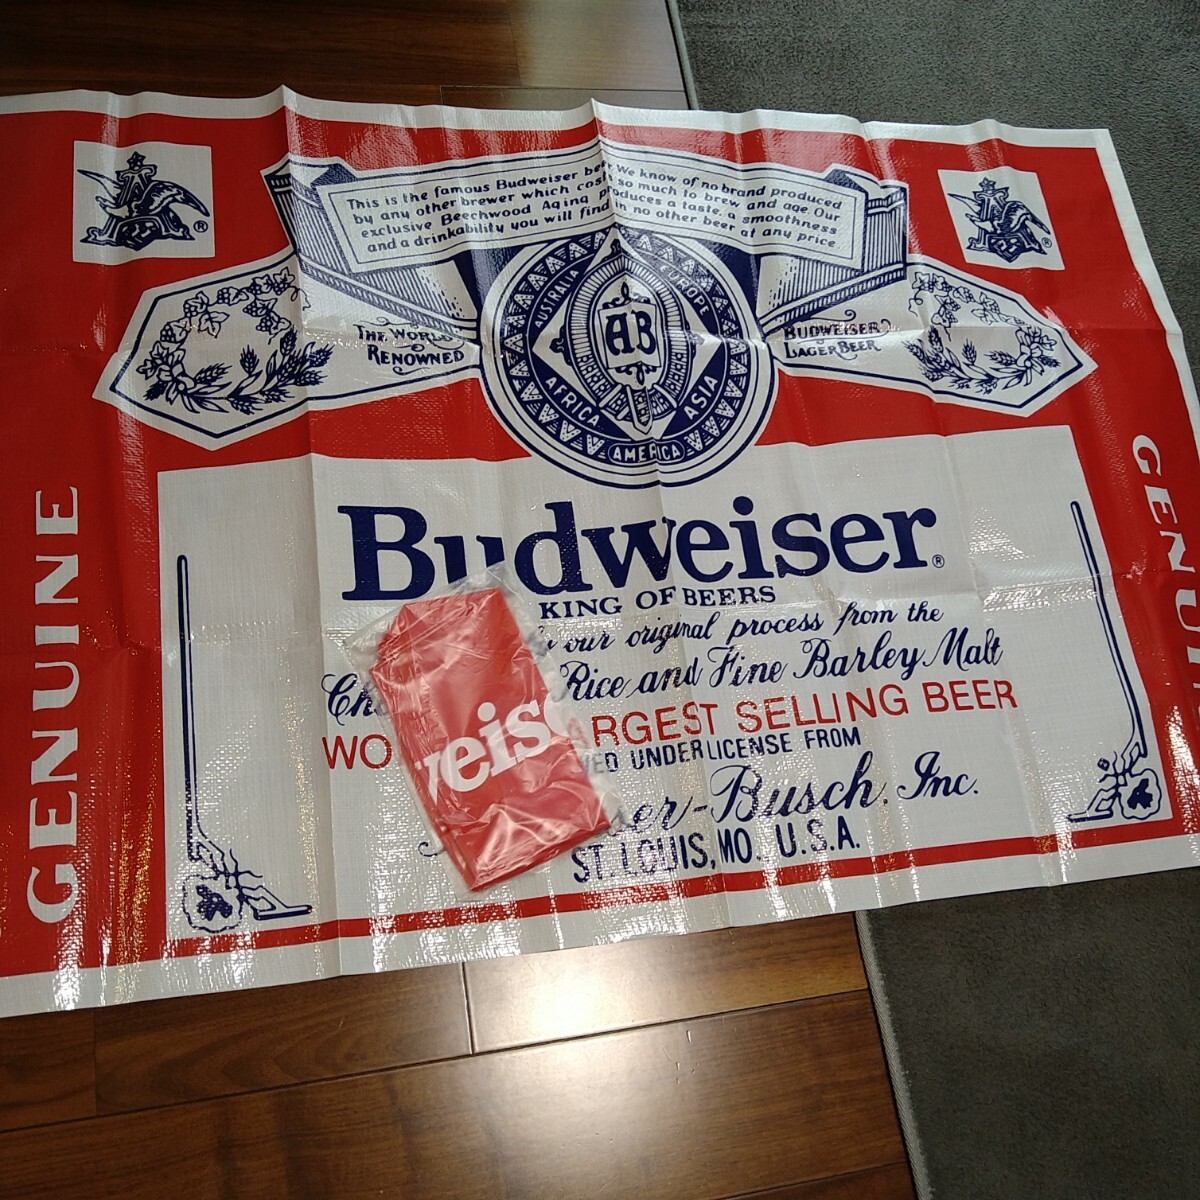 This is the famous Budweiser beer We know of no brand produced
by any other brewer which costs so much to brew and age. Our
exclusive Beechwood Aging produces a taste, a smoothness
and a drinkability you will find in no other beer at any price
®
®
THE WORLD
RENOWNED
BUDWEISER
LAGER BEER
AUSTRALIA
EUROPE
AB
AFRICA
ASIA
AMERICA
GENUINE
GENU
Budweiser®
KING OF BEERS
our original process from the
Rice and Fine Barley Malt
WO ARGEST SELLING BEER
UNDER LICENSE FROM
Busch, Inc.
ST. LOUIS, MO. U.S.A.
weise